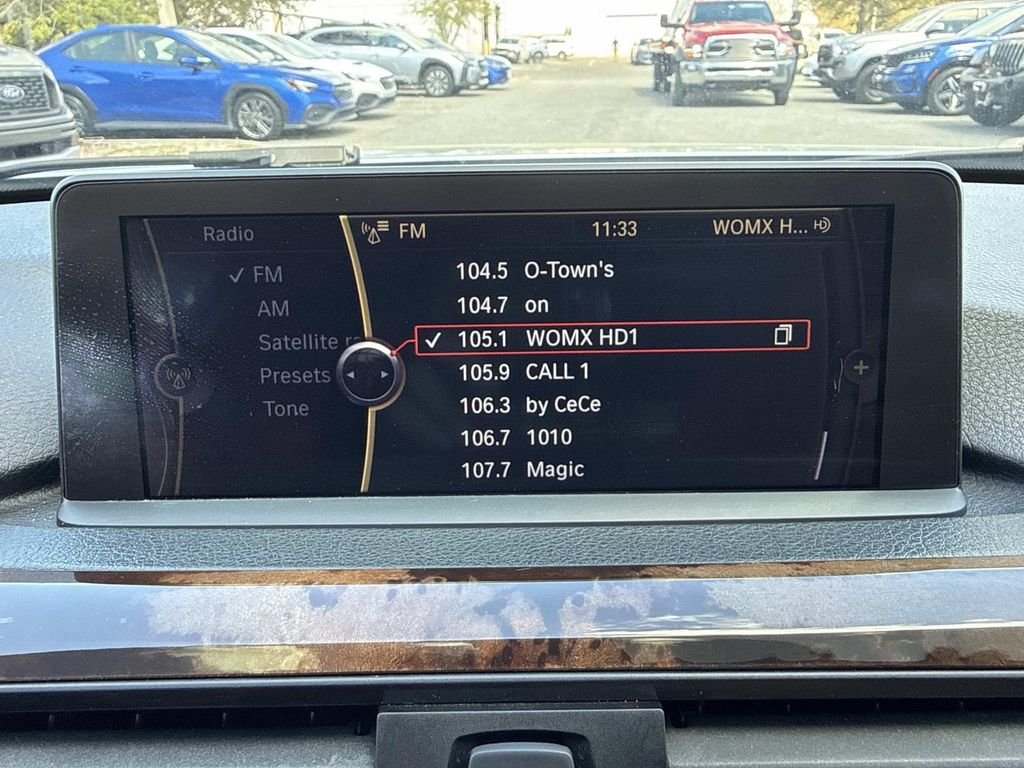 Radio
FM
AM
Satellite r
Presets
Tone
FM 11:33 WOMX H... HD
104.5 O-Town's
104.7 on
105.1 WOMX HD1
105.9 CALL 1
106.3 by CeCe
106.7 1010
107.7 Magic
+